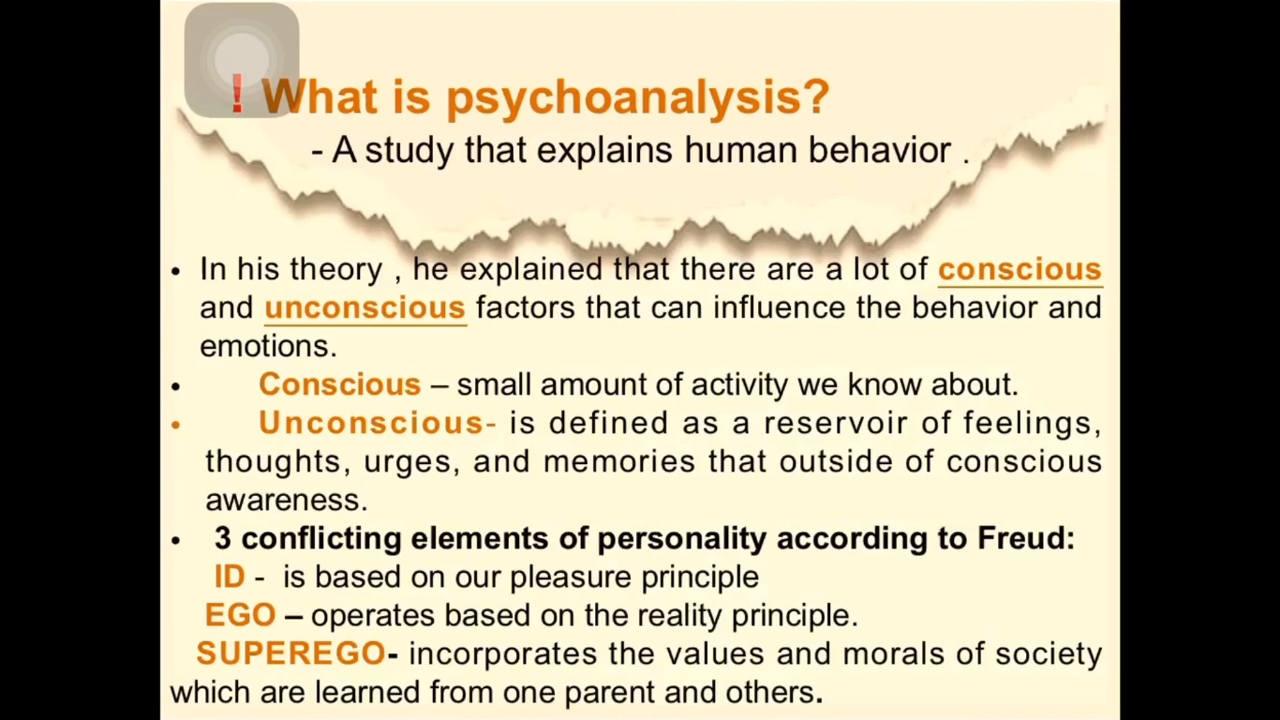 ! What is psychoanalysis?
- A study that explains human behavior .
• In his theory , he explained that there are a lot of conscious
and unconscious factors that can influence the behavior and
emotions.
• Conscious – small amount of activity we know about.
• Unconscious- is defined as a reservoir of feelings,
thoughts, urges, and memories that outside of conscious
awareness.
• 3 conflicting elements of personality according to Freud:
ID - is based on our pleasure principle
EGO – operates based on the reality principle.
SUPEREGO- incorporates the values and morals of society
which are learned from one parent and others.